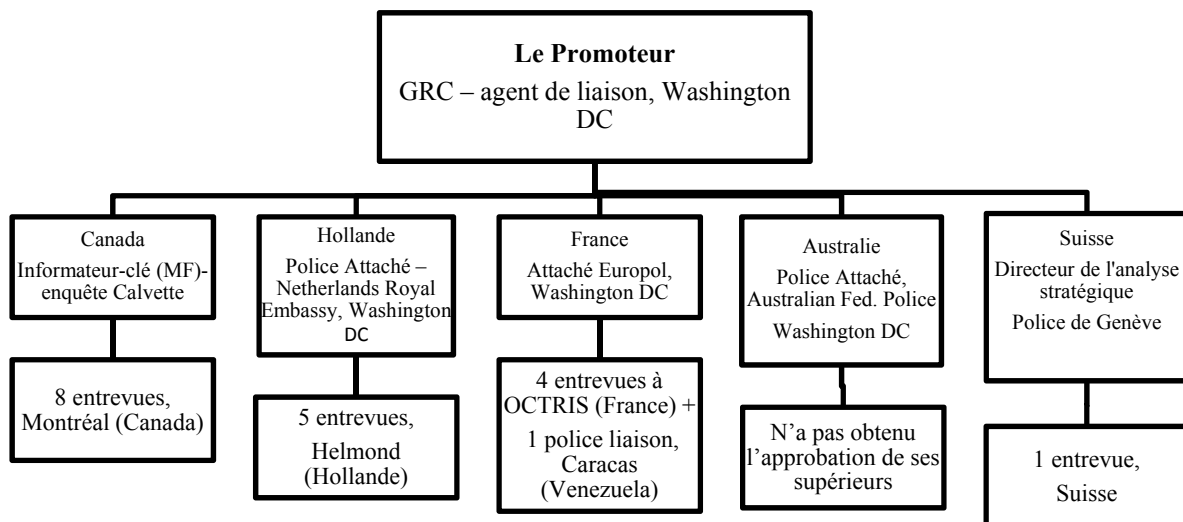 Le Promoteur
GRC – agent de liaison, Washington
DC
Canada
Informateur-clé (MF)-
enquête Calvette
Hollande
Police Attaché –
Netherlands Royal
Embassy, Washington
DC
France
Attaché Europol,
Washington DC
Australie
Police Attaché,
Australian Fed. Police
Washington DC
Suisse
Directeur de l'analyse
stratégique
Police de Genève
8 entrevues,
Montréal (Canada)
5 entrevues,
Helmond
(Hollande)
4 entrevues à
OCTRIS (France) +
1 police liaison,
Caracas
(Venezuela)
N’a pas obtenu
l’approbation de ses
supérieurs
1 entrevue,
Suisse